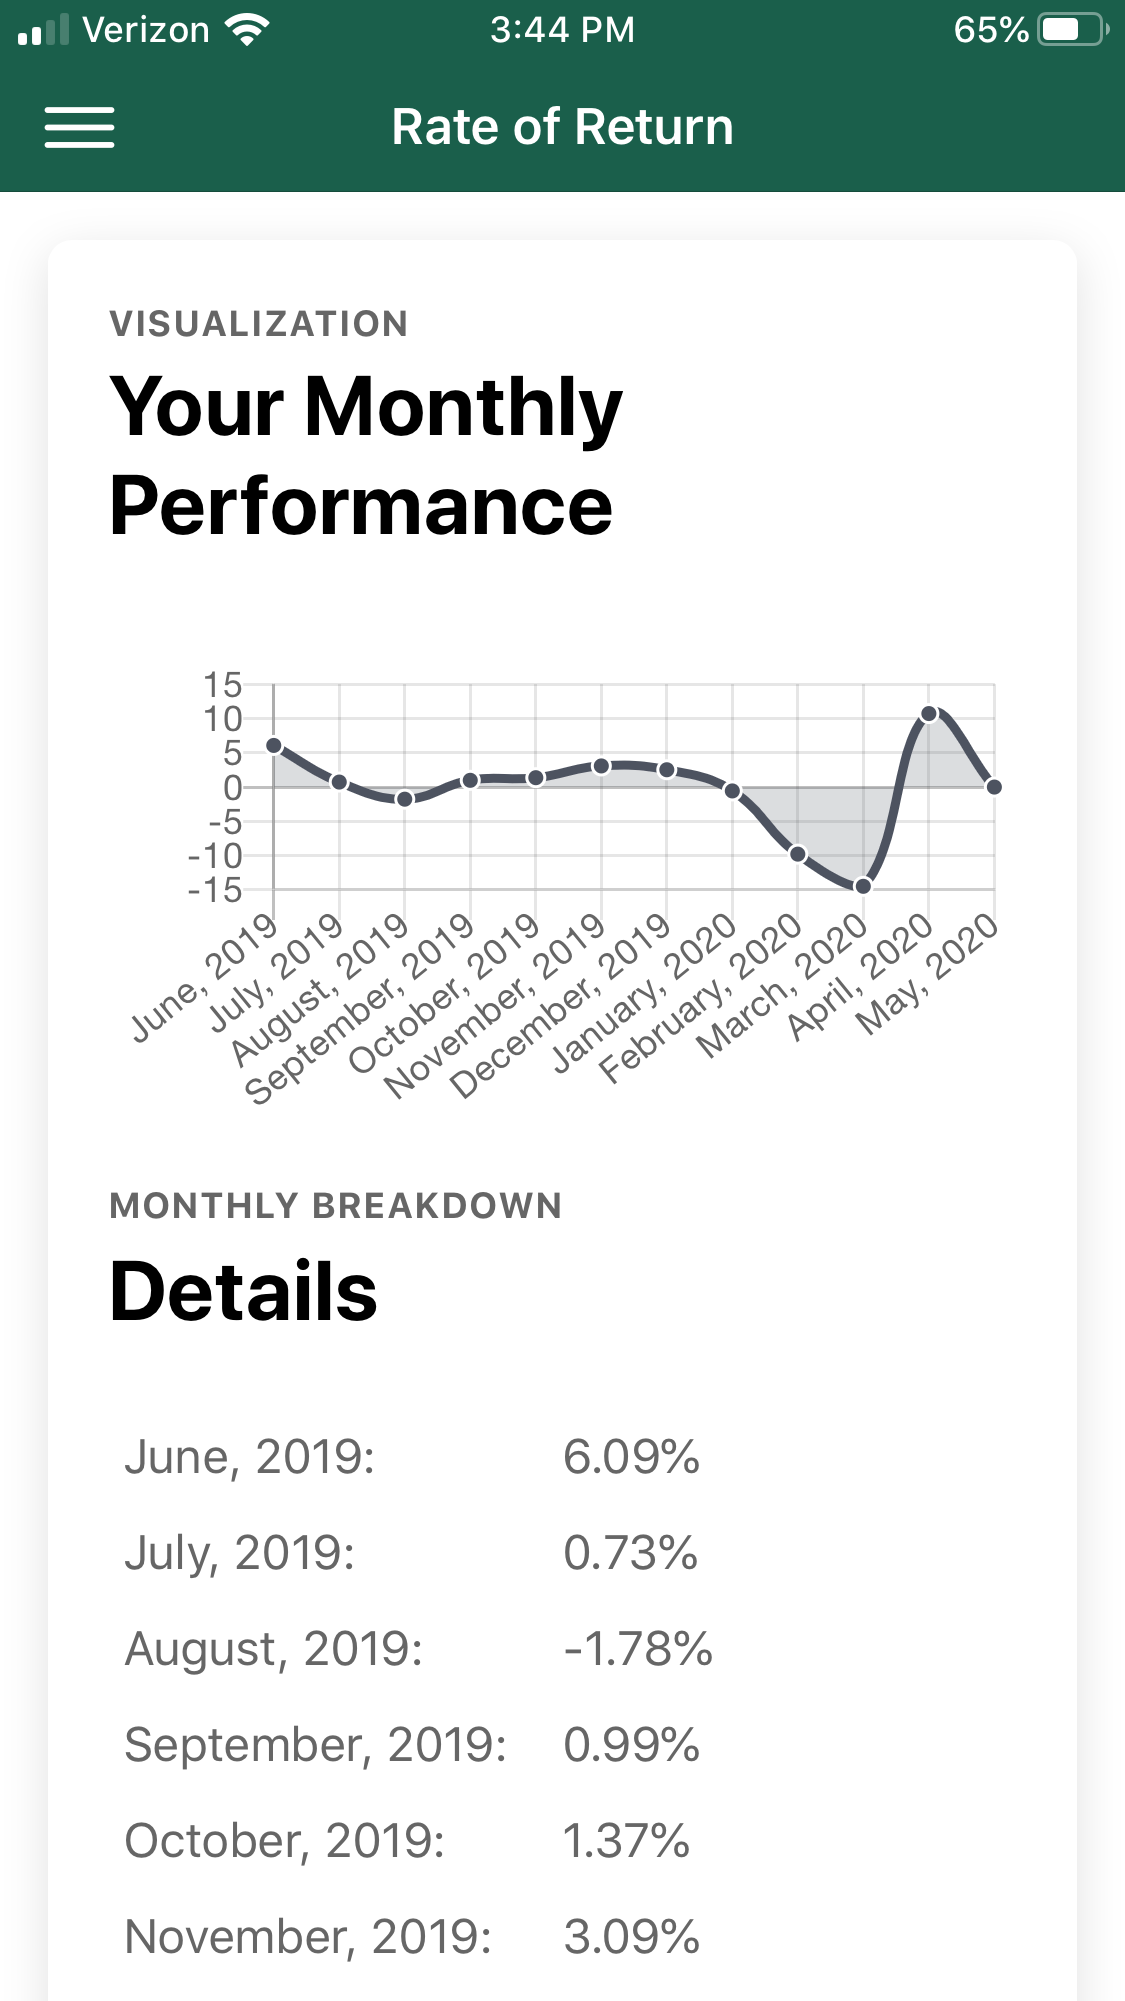 Verizon 3:44 PM 65%
Rate of Return
VISUALIZATION
Your Monthly
Performance
15
10
5
0
-5
-10
-15
June, 2019
July, 2019
August, 2019
September, 2019
October, 2019
November, 2019
December, 2019
January, 2020
February, 2020
March, 2020
April, 2020
May, 2020
MONTHLY BREAKDOWN
Details
June, 2019: 6.09%
July, 2019: 0.73%
August, 2019: -1.78%
September, 2019: 0.99%
October, 2019: 1.37%
November, 2019: 3.09%